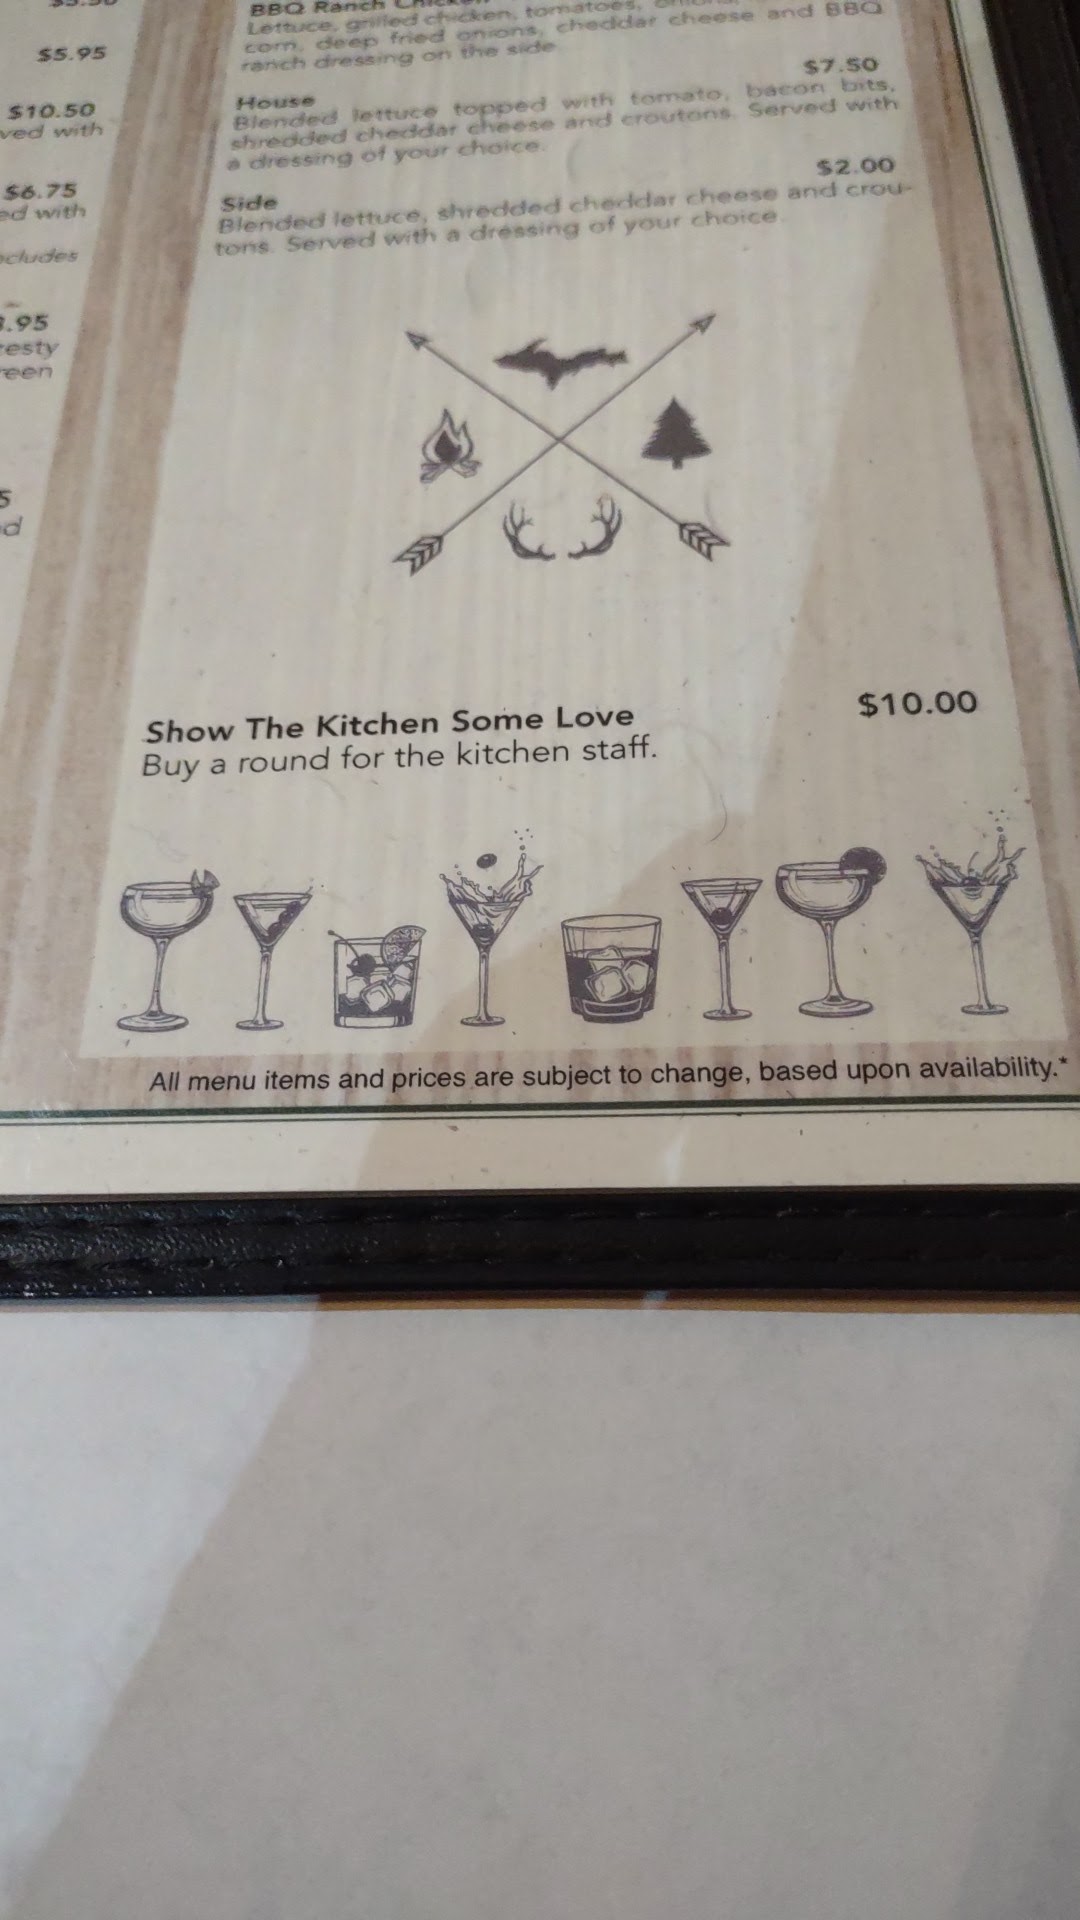 $5.95
$10.50
ved with
$6.75
ed with
cludes
.95
esty
een
5
d
BBQ Ranch Chicken
Lettuce, grilled chicken, tomatoes,
corn, deep fried onions, cheddar cheese and BBQ
ranch dressing on the side
$7.50
House
Blended lettuce topped with tomato, bacon bits,
shredded cheddar cheese and croutons. Served with
a dressing of your choice.
$2.00
Side
Blended lettuce, shredded cheddar cheese and crou-
tons. Served with a dressing of your choice
Show The Kitchen Some Love $10.00
Buy a round for the kitchen staff.
All menu items and prices are subject to change, based upon availability.*